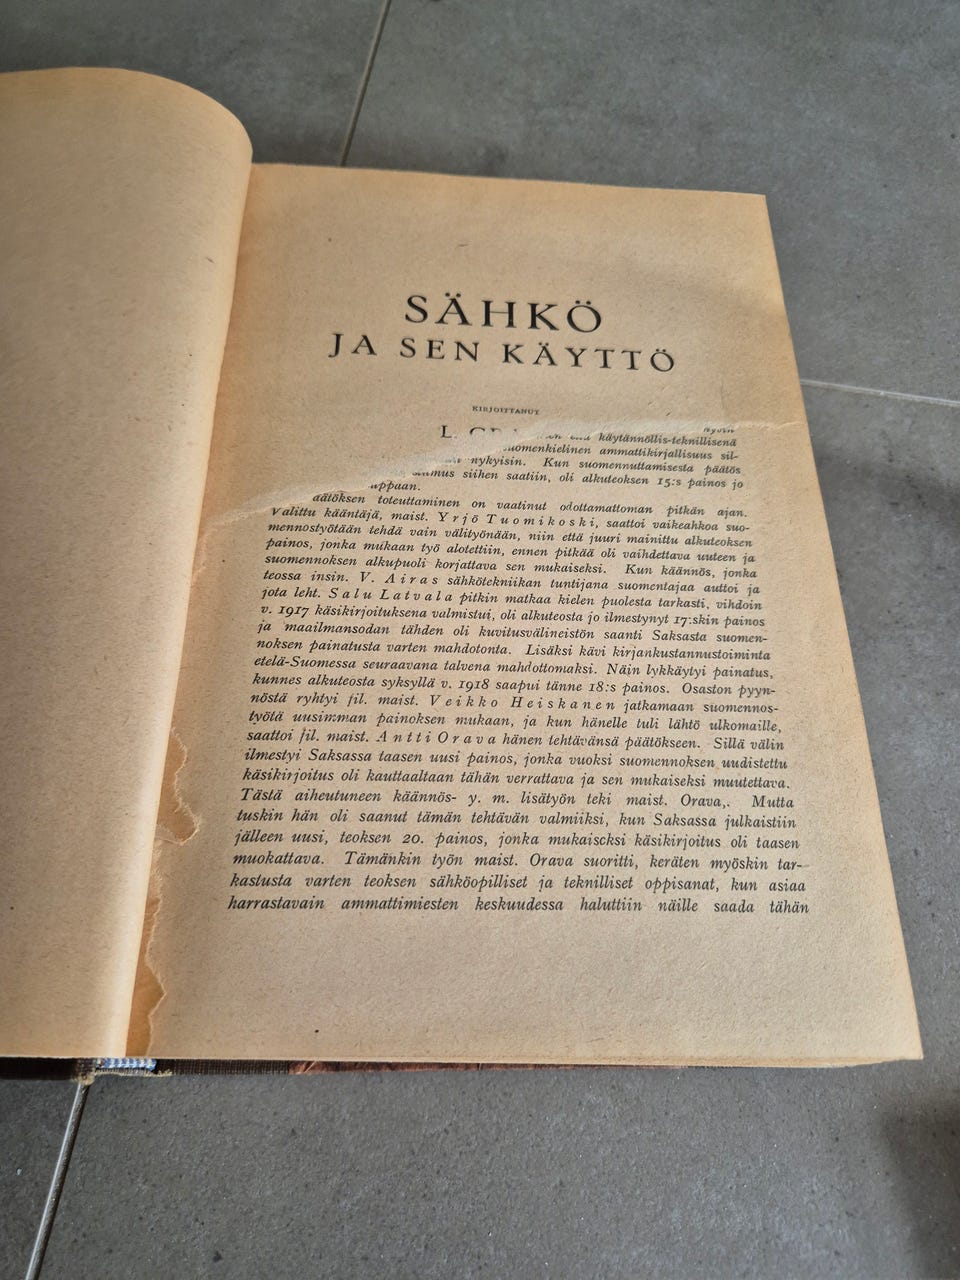 SÄHKÖ
JA SEN KÄYTTÖ
KIRJOITTANUT
L.
käytännöllis-teknillisenä
ammattikirjallisuus sil-
nykyisin. Kun suomennuttamisesta päätös
siihen saatiin, oli alkuteoksen 15:s painos jo
toteuttaminen on vaatinut odottamattoman pitkän ajan.
Valittu kääntäjä, maist. Yrjö Tuomikoski, saattoi vaikeahkoa suo-
mennostyötään tehdä vain välityönään, niin että juuri mainittu alkuteoksen
painos, jonka mukaan työ alotettiin, ennen pitkää oli vaihdettava uuteen ja
suomennoksen alkupuoli korjattava sen mukaiseksi. Kun käännös, jonka
teossa insin. V. Airas sähkötekniikan tuntijana suomentajaa auttoi ja
jota leht. Salu Latvala pitkin matkaa kielen puolesta tarkasti, vihdoin
v. 1917 käsikirjoituksena valmistui, oli alkuteosta jo ilmestynyt 17:skin painos
ja maailmansodan tähden oli kuvitusvälineistön saanti Saksasta suomen-
noksen painatusta varten mahdotonta. Lisäksi kävi kirjankustannustoiminta
etelä-Suomessa seuraavana talvena mahdottomaksi. Näin lykkäytyi painatus,
kunnes alkuteosta syksyllä v. 1918 saapui tänne 18:s painos. Osaston pyyn-
nöstä ryhtyi fil. maist. Veikko Heiskanen jatkamaan suomennos-
työtä uusimman painoksen mukaan, ja kun hänelle tuli lähtö ulkomaille,
saattoi fil. maist. Antti Orava hänen tehtävänsä päätökseen. Sillä välin
ilmestyi Saksassa taasen uusi painos, jonka vuoksi suomennoksen uudistettu
käsikirjoitus oli kauttaaltaan tähän verrattava ja sen mukaiseksi muutettava.
Tästä aiheutuneen käännös- y. m. lisätyön teki maist. Orava,. Mutta
tuskin hän oli saanut tämän tehtävän valmiiksi, kun Saksassa julkaistiin
jälleen uusi, teoksen 20. painos, jonka mukaiseksi käsikirjoitus oli taasen
muokattava. Tämänkin työn maist. Orava suoritti, keräten myöskin tar-
kastusta varten teoksen sähköopilliset ja teknilliset oppisanat, kun asiaa
harrastavain ammattimiesten keskuudessa haluttiin näille saada tähän